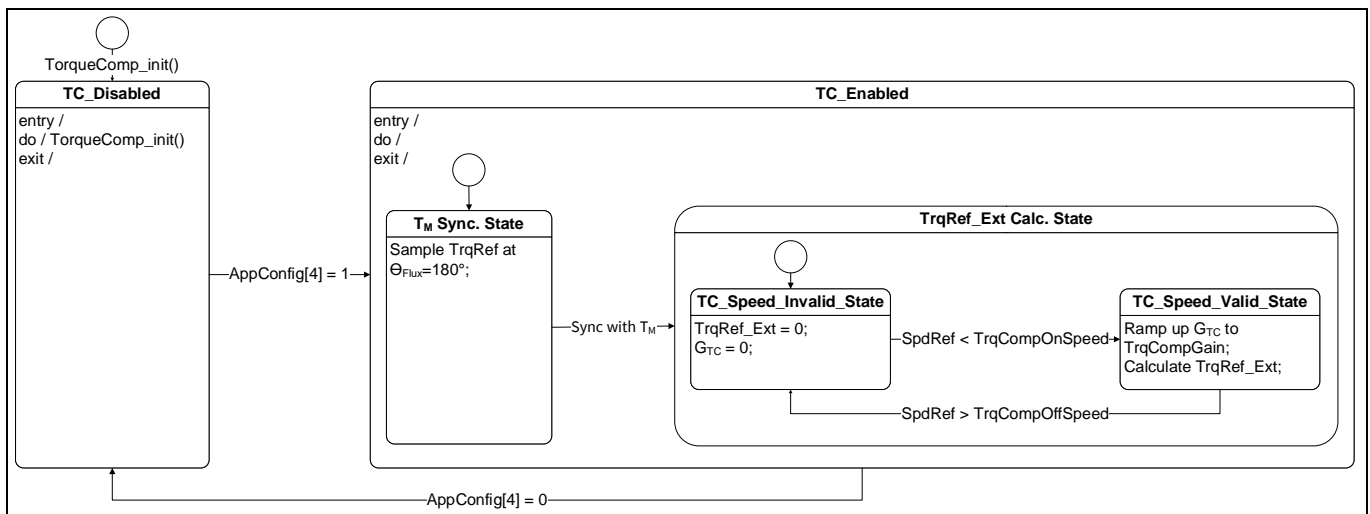 TorqueComp_init()
TC_Disabled
entry /
do / TorqueComp_init()
exit /
AppConfig[4] = 1
TC_Enabled
entry /
do /
exit /
T_M Sync. State
Sample TrqRef at
Θ_Flux=180°;
Sync with T_M
TrqRef_Ext Calc. State
TC_Speed_Invalid_State
TrqRef_Ext = 0;
G_TC = 0;
SpdRef < TrqCompOnSpeed
TC_Speed_Valid_State
Ramp up G_TC to
TrqCompGain;
Calculate TrqRef_Ext;
SpdRef > TrqCompOffSpeed
AppConfig[4] = 0